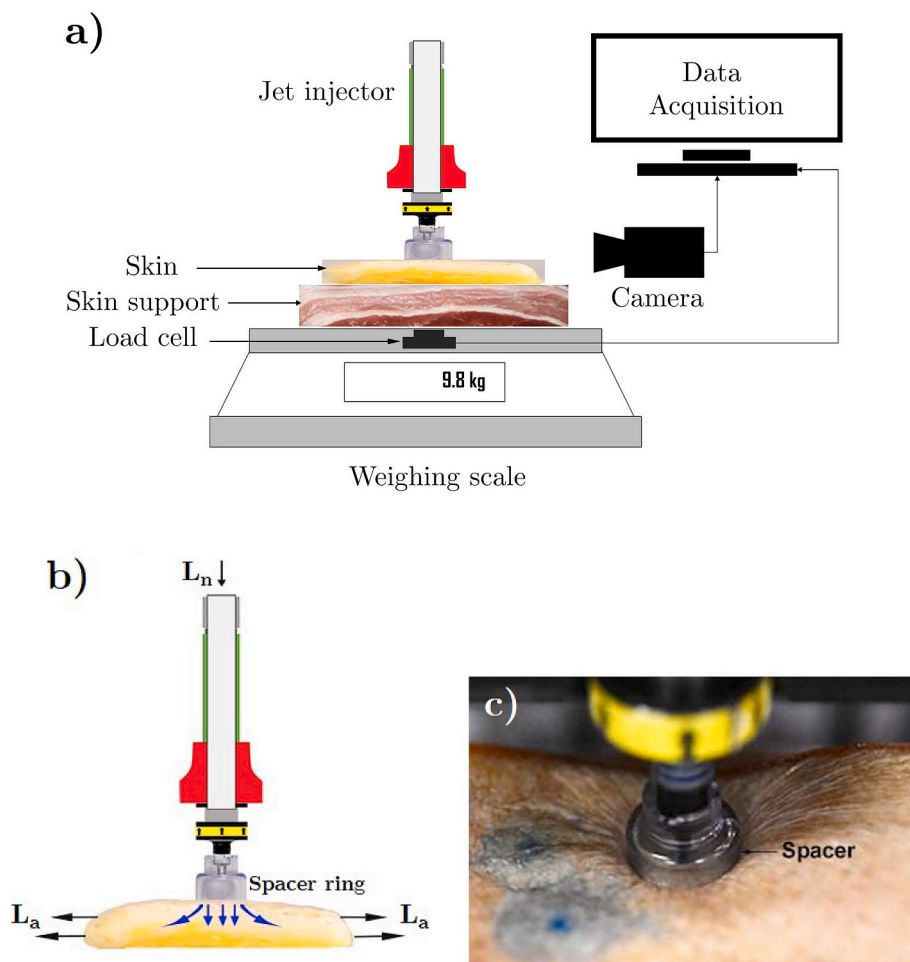 a)
Jet injector
Data
Acquisition
Skin
Skin support
Load cell
Camera
9.8 kg
Weighing scale
b)
Lₙ
Spacer ring
Lₐ
Lₐ
c)
Spacer